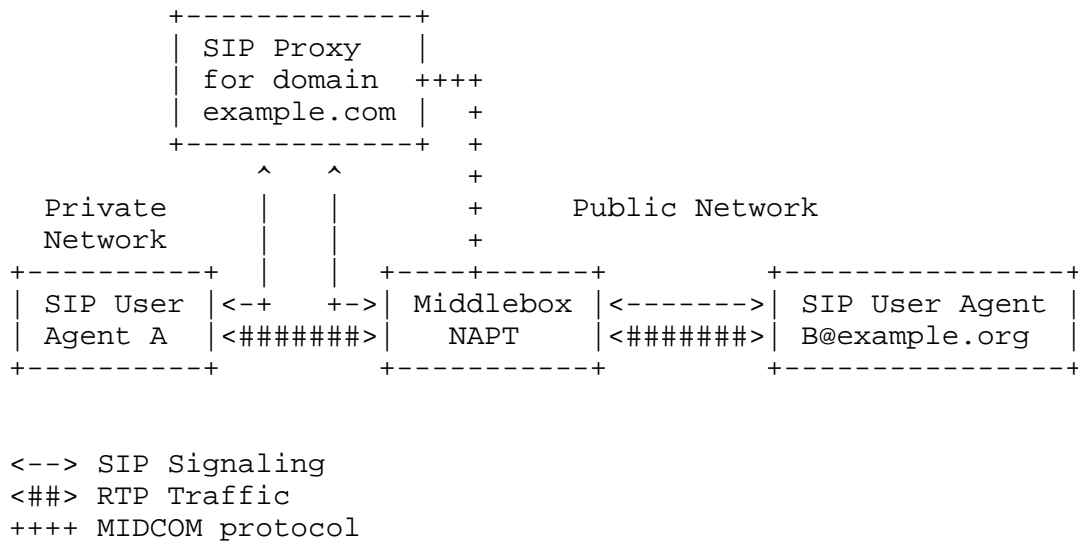 SIP Proxy
for domain ++++
example.com +
+
+
Private + Public Network
Network +
SIP User <-+ +-> Middlebox <-------> SIP User Agent
Agent A <#######> NAPT <#######> B@example.org
<--> SIP Signaling
<##> RTP Traffic
++++ MIDCOM protocol